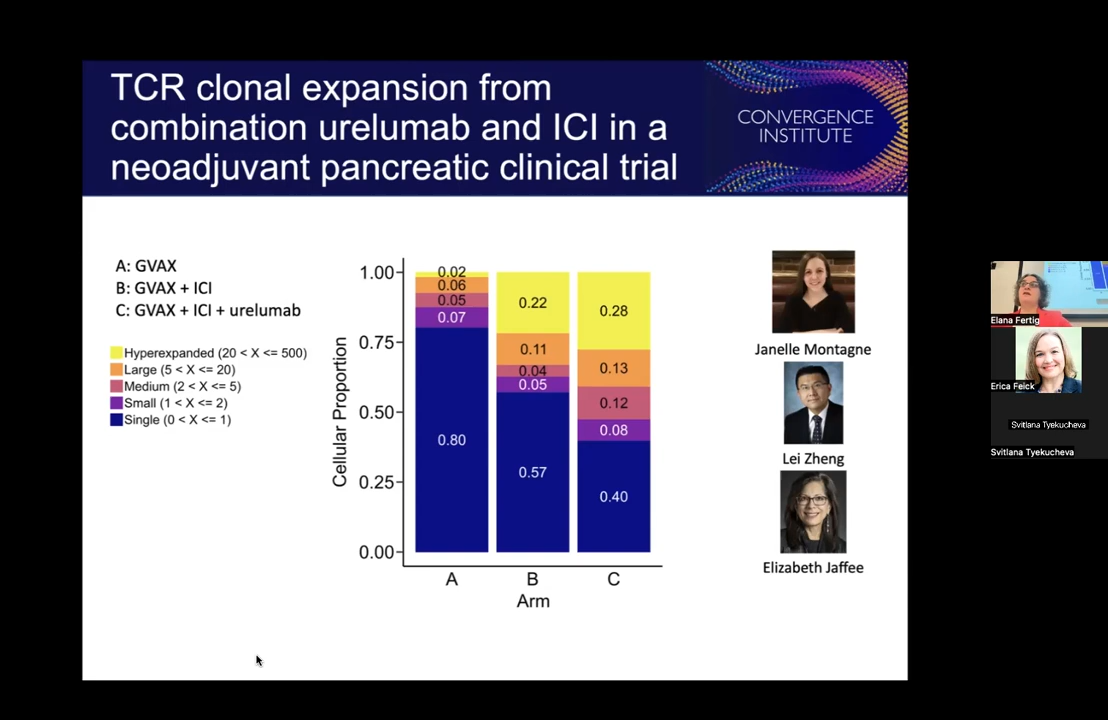 TCR clonal expansion from
combination urelumab and ICI in a
neoadjuvant pancreatic clinical trial
CONVERGENCE
INSTITUTE
A: GVAX
B: GVAX + ICI
C: GVAX + ICI + urelumab
Hyperexpanded (20 < X <= 500)
Large (5 < X <= 20)
Medium (2 < X <= 5)
Small (1 < X <= 2)
Single (0 < X <= 1)
Cellular Proportion
1.00
0.75
0.50
0.25
0.00
0.02
0.06
0.05
0.07
0.80
0.22
0.11
0.04
0.05
0.57
0.28
0.13
0.12
0.08
0.40
A B C
Arm
Janelle Montagne
Lei Zheng
Elizabeth Jaffee
Elana Fertig
Erica Feick
Svitlana Tyekucheva
Svitlana Tyekucheva